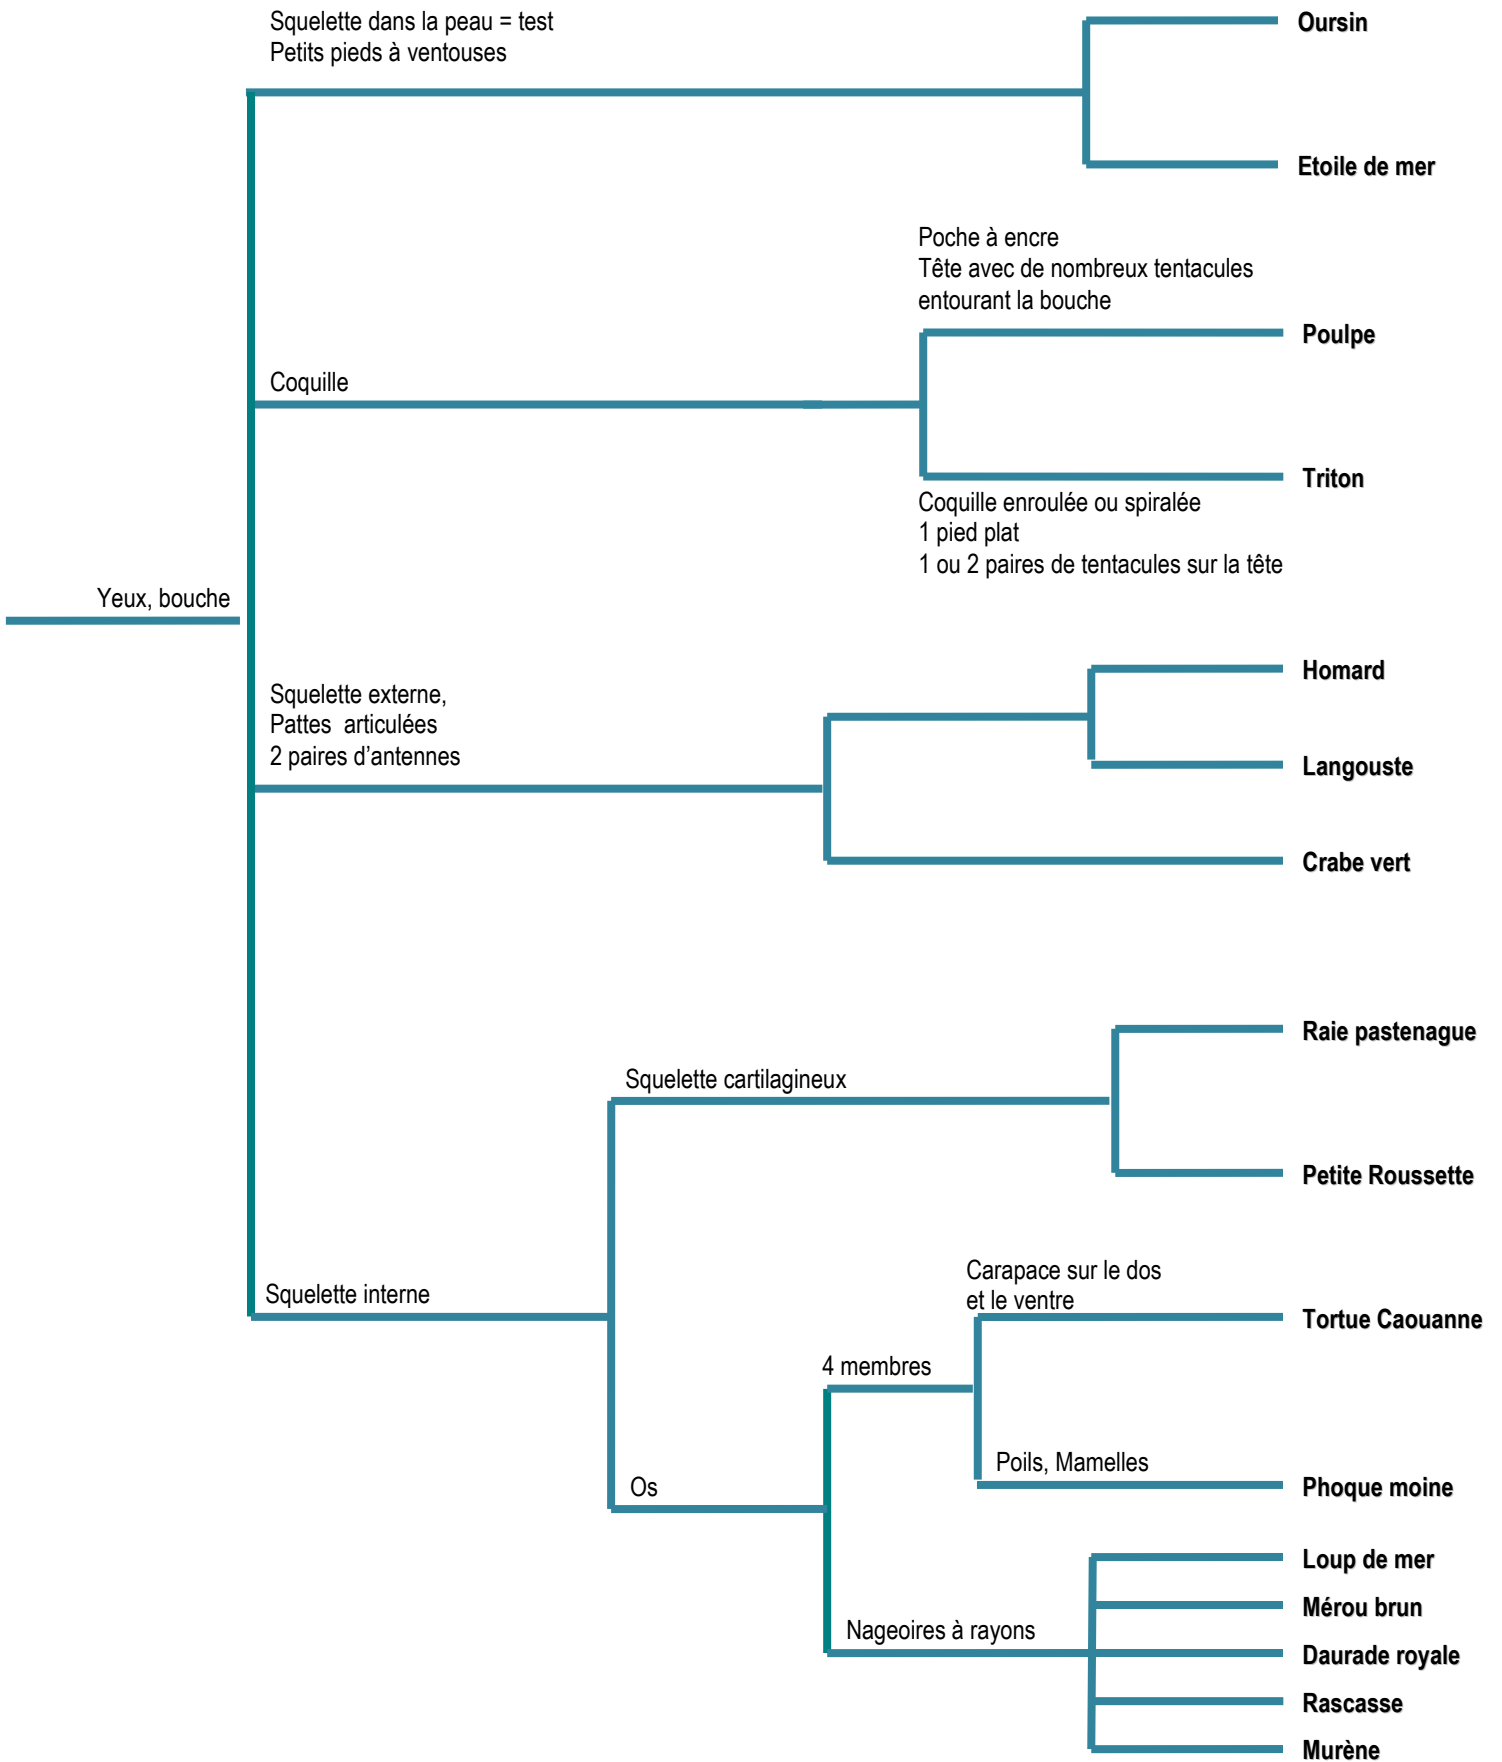 Squelette dans la peau = test
Petits pieds à ventouses
Oursin
Etoile de mer
Poche à encre
Tête avec de nombreux tentacules
entourant la bouche
Poulpe
Coquille
Triton
Coquille enroulée ou spiralée
1 pied plat
1 ou 2 paires de tentacules sur la tête
Yeux, bouche
Homard
Squelette externe,
Pattes articulées
2 paires d’antennes
Langouste
Crabe vert
Raie pastenague
Squelette cartilagineux
Petite Roussette
Carapace sur le dos
et le ventre
Squelette interne
Tortue Caouanne
4 membres
Poils, Mamelles
Phoque moine
Os
Loup de mer
Mérou brun
Nageoires à rayons
Daurade royale
Rascasse
Murène